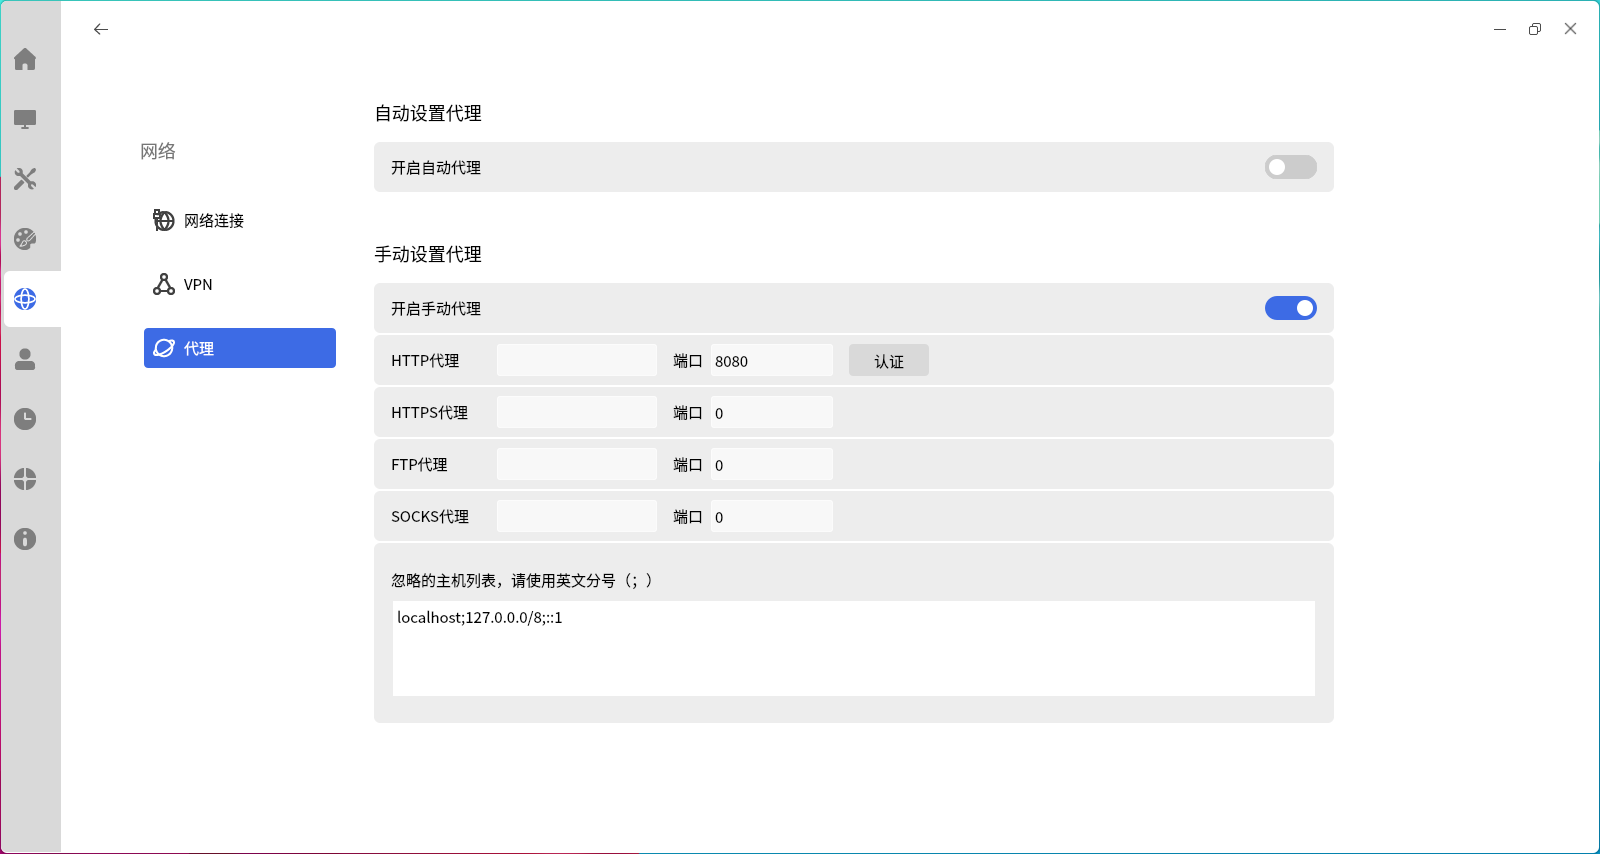 自动设置代理
网络
开启自动代理
网络连接
VPN
代理
手动设置代理
开启手动代理
HTTP代理 端口 8080 认证
HTTPS代理 端口 0
FTP代理 端口 0
SOCKS代理 端口 0
忽略的主机列表，请使用英文分号（；）
localhost;127.0.0.0/8;::1